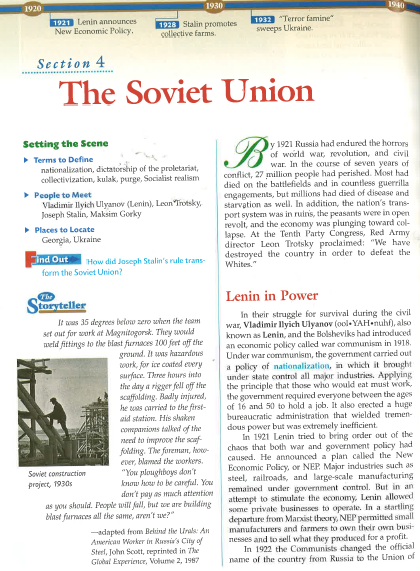 1920
1930
1940
1921 Lenin announces
New Economic Policy.
1928 Stalin promotes
collective farms.
1932 "Terror famine"
sweeps Ukraine.
Section 4
The Soviet Union
Setting the Scene
Terms to Define
nationalization, dictatorship of the proletariat,
collectivization, kulak, purge, Socialist realism
People to Meet
Vladimir Ilyich Ulyanov (Lenin), Leon Trotsky,
Joseph Stalin, Maksim Gorky
Places to Locate
Georgia, Ukraine
Find Out How did Joseph Stalin's rule trans-
form the Soviet Union?
The
Storyteller
It was 35 degrees below zero when the team
set out for work at Magnitogorsk. They would
weld fittings to the blast furnaces 100 feet off the
ground. It was hazardous
work, for ice coated every
surface. Three hours into
the day a rigger fell off the
scaffolding. Badly injured,
he was carried to the first-
aid station. His shaken
companions talked of the
need to improve the scaf-
folding. The foreman, how-
ever, blamed the workers.
"You ploughboys don't
know how to be careful. You
don't pay as much attention
as you should. People will fall, but we are building
blast furnaces all the same, aren't we?"
Soviet construction
project, 1930s
—adapted from Behind the Urals: An
American Worker in Russia's City of
Steel, John Scott, reprinted in The
Global Experience, Volume 2, 1987
By 1921 Russia had endured the horrors
of world war, revolution, and civil
war. In the course of seven years of
conflict, 27 million people had perished. Most had
died on the battlefields and in countless guerrilla
engagements, but millions had died of disease and
starvation as well. In addition, the nation's trans-
port system was in ruins, the peasants were in open
revolt, and the economy was plunging toward col-
lapse. At the Tenth Party Congress, Red Army
director Leon Trotsky proclaimed: "We have
destroyed the country in order to defeat the
Whites."
Lenin in Power
In their struggle for survival during the civil
war, Vladimir Ilyich Ulyanov (ool•YAH•nuhf), also
known as Lenin, and the Bolsheviks had introduced
an economic policy called war communism in 1918.
Under war communism, the government carried out
a policy of nationalization, in which it brought
under state control all major industries. Applying
the principle that those who would eat must work,
the government required everyone between the ages
of 16 and 50 to hold a job. It also erected a huge
bureaucratic administration that wielded tremen-
dous power but was extremely inefficient.
In 1921 Lenin tried to bring order out of the
chaos that both war and government policy had
caused. He announced a plan called the New
Economic Policy, or NEP. Major industries such as
steel, railroads, and large-scale manufacturing
remained under government control. But in an
attempt to stimulate the economy, Lenin allowed
some private businesses to operate. In a startling
departure from Marxist theory, NEP permitted small
manufactures and farmers to own their own busi-
nesses and to sell what they produced for a profit.
In 1922 the Communists changed the official
name of the country from Russia to the Union of